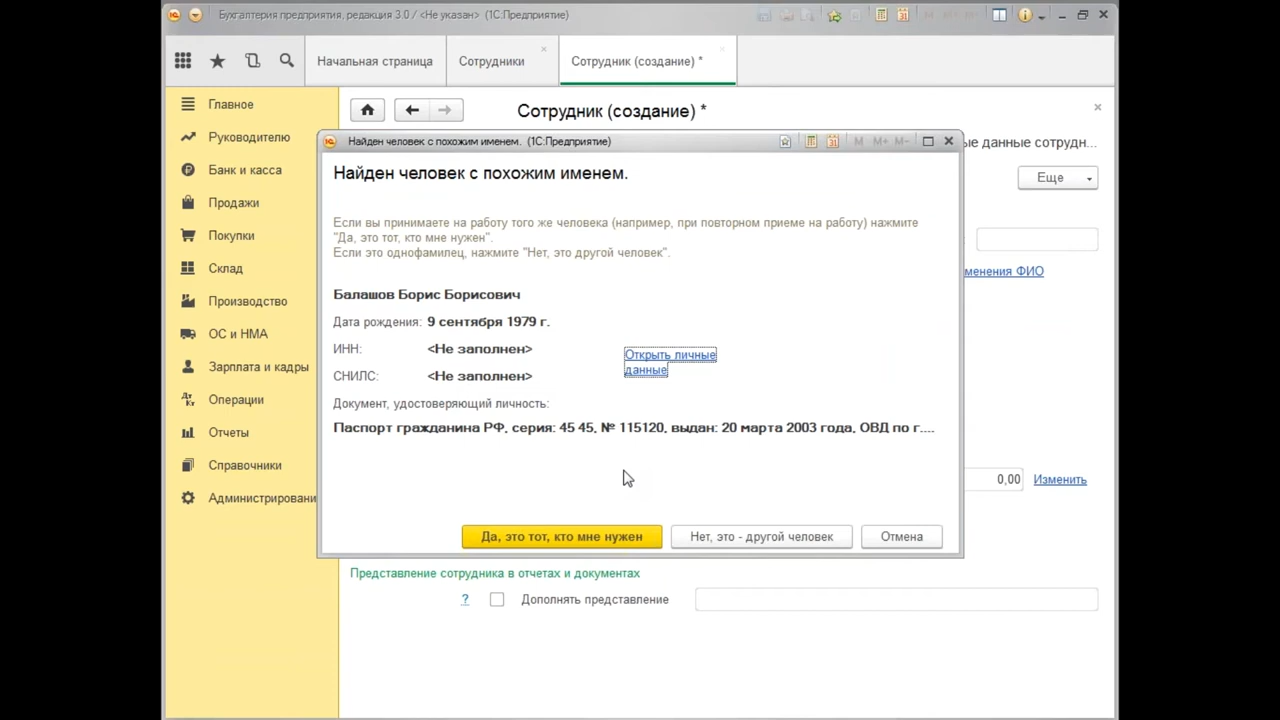 Бухгалтерия предприятия, редакция 3.0 / <Не указан> (1С:Предприятие)
Начальная страница
Сотрудники
Сотрудник (создание) *
Главное
Руководителю
Банк и касса
Продажи
Покупки
Склад
Производство
ОС и НМА
Зарплата и кадры
Операции
Отчеты
Справочники
Администрировани
Сотрудник (создание) *
ые данные сотрудн...
Еще
менения ФИО
0,00 Изменить
Найден человек с похожим именем. (1С:Предприятие)
M M+ M-
Найден человек с похожим именем.
Если вы принимаете на работу того же человека (например, при повторном приеме на работу) нажмите
"Да, это тот, кто мне нужен".
Если это однофамилец, нажмите "Нет, это другой человек".
Балашов Борис Борисович
Дата рождения: 9 сентября 1979 г.
ИНН: <Не заполнен>
СНИЛС: <Не заполнен>
Открыть личные
данные
Документ, удостоверяющий личность:
Паспорт гражданина РФ, серия: 45 45, № 115120, выдан: 20 марта 2003 года, ОВД по г....
Да, это тот, кто мне нужен
Нет, это - другой человек
Отмена
Представление сотрудника в отчетах и документах
? Дополнять представление